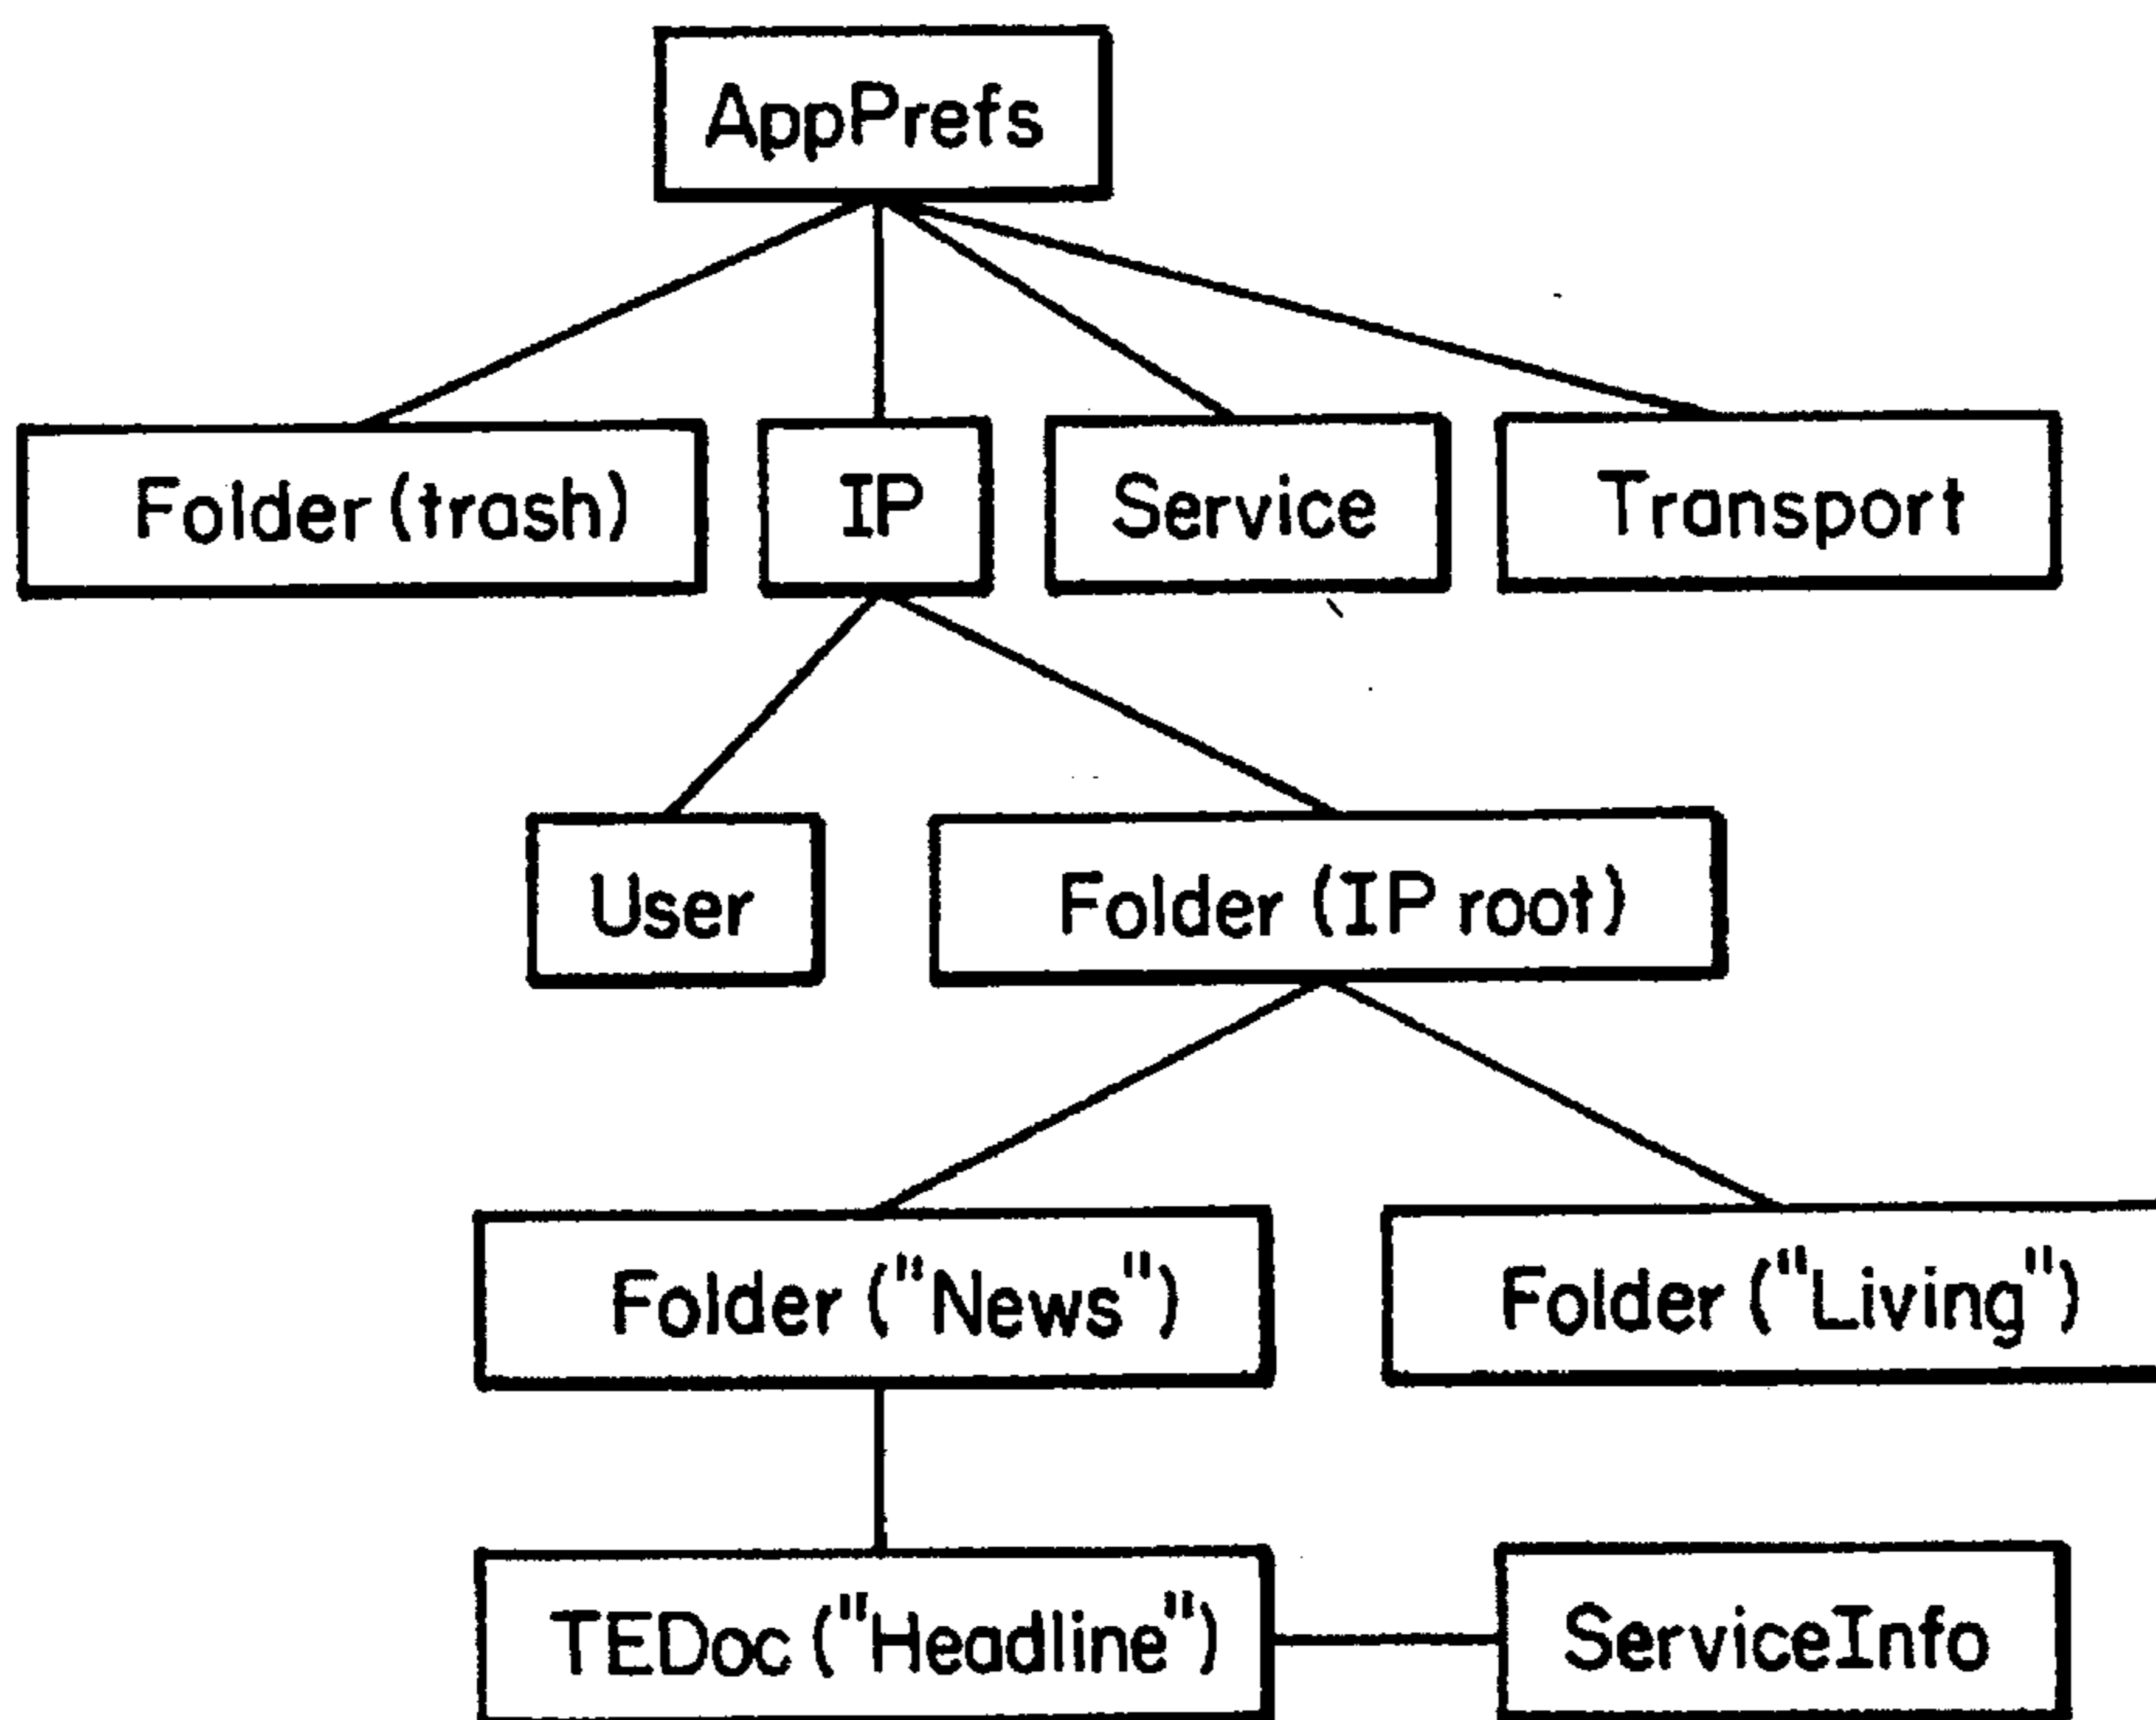 AppPrefs
Folder (trash)
IP
Service
Transport
User
Folder (IP root)
Folder ("News")
Folder ("Living")
TEDoc ("Headline")
ServiceInfo